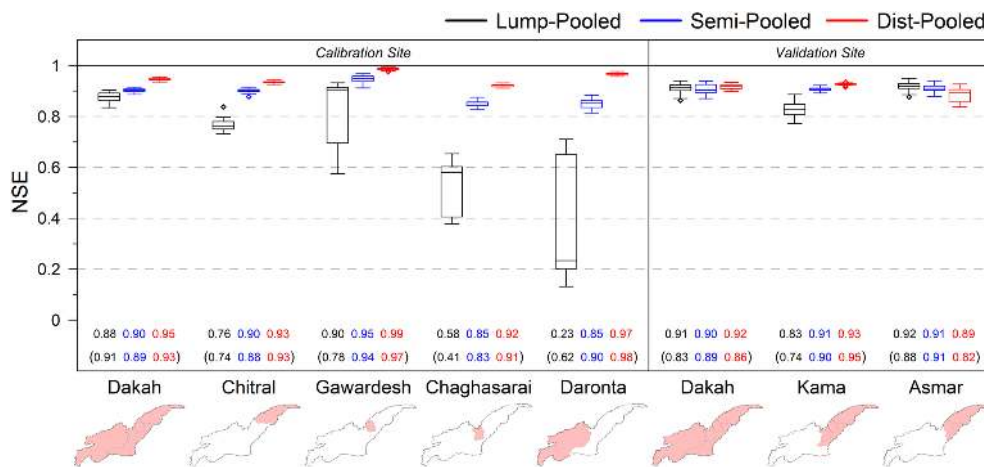 Lump-Pooled Semi-Pooled Dist-Pooled
Calibration Site Validation Site
1
0.8
0.6
0.4
0.2
0
NSE
0.88 0.90 0.95 0.76 0.90 0.93 0.90 0.95 0.99 0.58 0.85 0.92 0.23 0.85 0.97 0.91 0.90 0.92 0.83 0.91 0.93 0.92 0.91 0.89
(0.91 0.89 0.93) (0.74 0.88 0.93) (0.78 0.94 0.97) (0.41 0.83 0.91) (0.62 0.90 0.98) (0.83 0.89 0.86) (0.74 0.90 0.95) (0.88 0.91 0.82)
Dakah Chitral Gawardesh Chaghasarai Daronta Dakah Kama Asmar